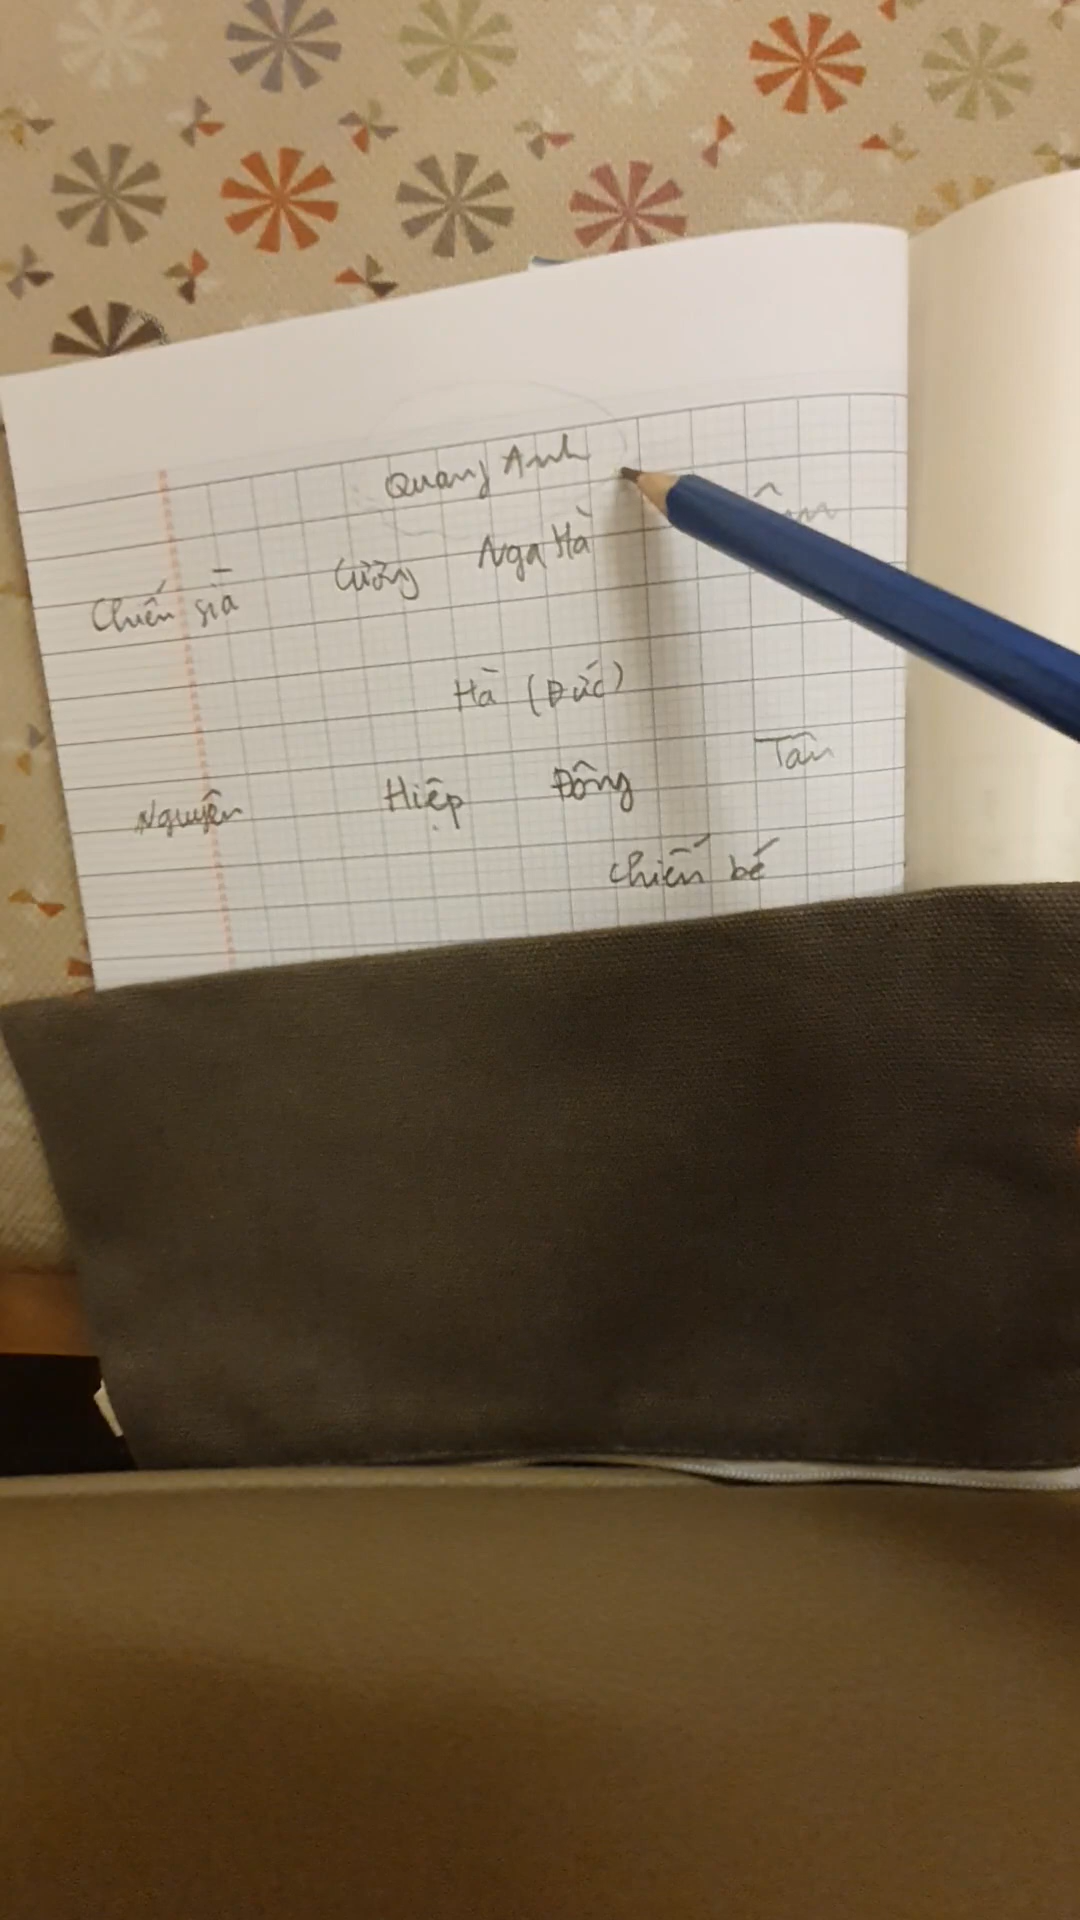 Quang Anh
Chiến già Cường Nga Hà
Hà (Đức)
Nguyên Hiệp Đông Tân
Chiến bé